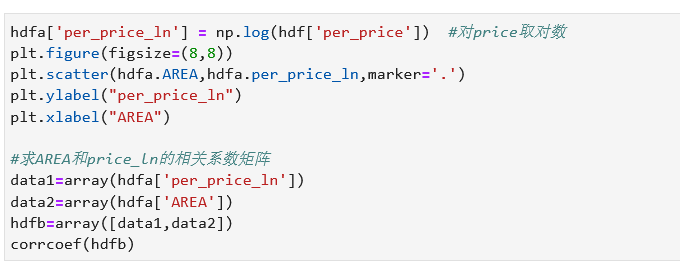 hdfa['per_price_ln'] = np.log(hdf['per_price'])  #对price取对数
plt.figure(figsize=(8,8))
plt.scatter(hdfa.AREA,hdfa.per_price_ln,marker='.')
plt.ylabel("per_price_ln")
plt.xlabel("AREA")
#求AREA和price_ln的相关系数矩阵
data1=array(hdfa['per_price_ln'])
data2=array(hdfa['AREA'])
hdfb=array([data1,data2])
corrcoef(hdfb)